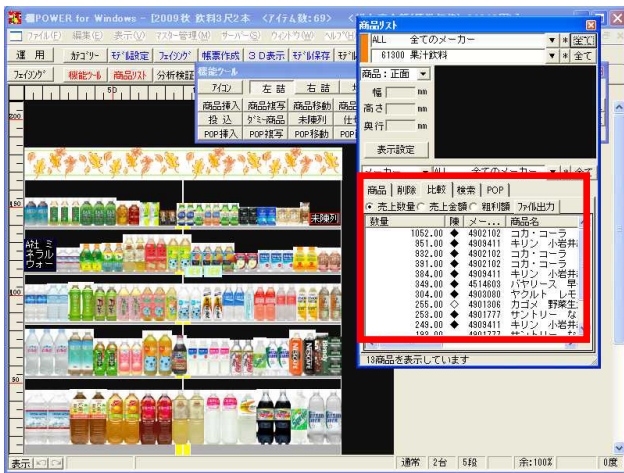 棚POWER for Windows - [2009秋 飲料3尺2本 <アイテム数:69>
ファイル(F) 編集(E) 表示(V) マスター管理(M) サーバー(S) ウィンドウ(W) ヘルプ(H)
運 用 カテゴリー モデル設定 フェイシング 帳票作成 3D表示 モデル保存
フェイシング 機能ツール 商品リスト 分析検証
機能ツール
アイコン 左 詰 右 詰
商品挿入 商品複写 商品移動
投 込 ダミー商品 未陳列
POP挿入 POP複写 POP移動
50
200
150
100
50
未陳列
A社 ミ
ネラル
ウォー
商品リスト
ALL 全てのメーカー * 全て
61300 果汁飲料 * 全て
商品:正面
幅 mm
高さ mm
奥行 mm
表示設定
メーカー ALL 全てのメーカー * 全て
商品 削除 比較 検索 POP
売上数量 売上金額 粗利額 ファイル出力
数量 陳 メー... 商品名
1052.00 ◆ 4902102 コカ・コーラ
951.00 ◆ 4909411 キリン 小岩井
932.00 ◆ 4902102 コカ・コーラ
391.00 ◆ 4902102 コカ・コーラ
384.00 ◆ 4909411 キリン 小岩井
349.00 ◆ 4514603 バヤリース 早
304.00 ◆ 4903080 ヤクルト レモ
255.00 ◇ 4901306 カゴメ 野菜生
253.00 ◆ 4901777 サントリー な
249.00 ◆ 4909411 キリン 小岩井
19商品を表示しています
表示
通常 2台 5段 余:100% 0度